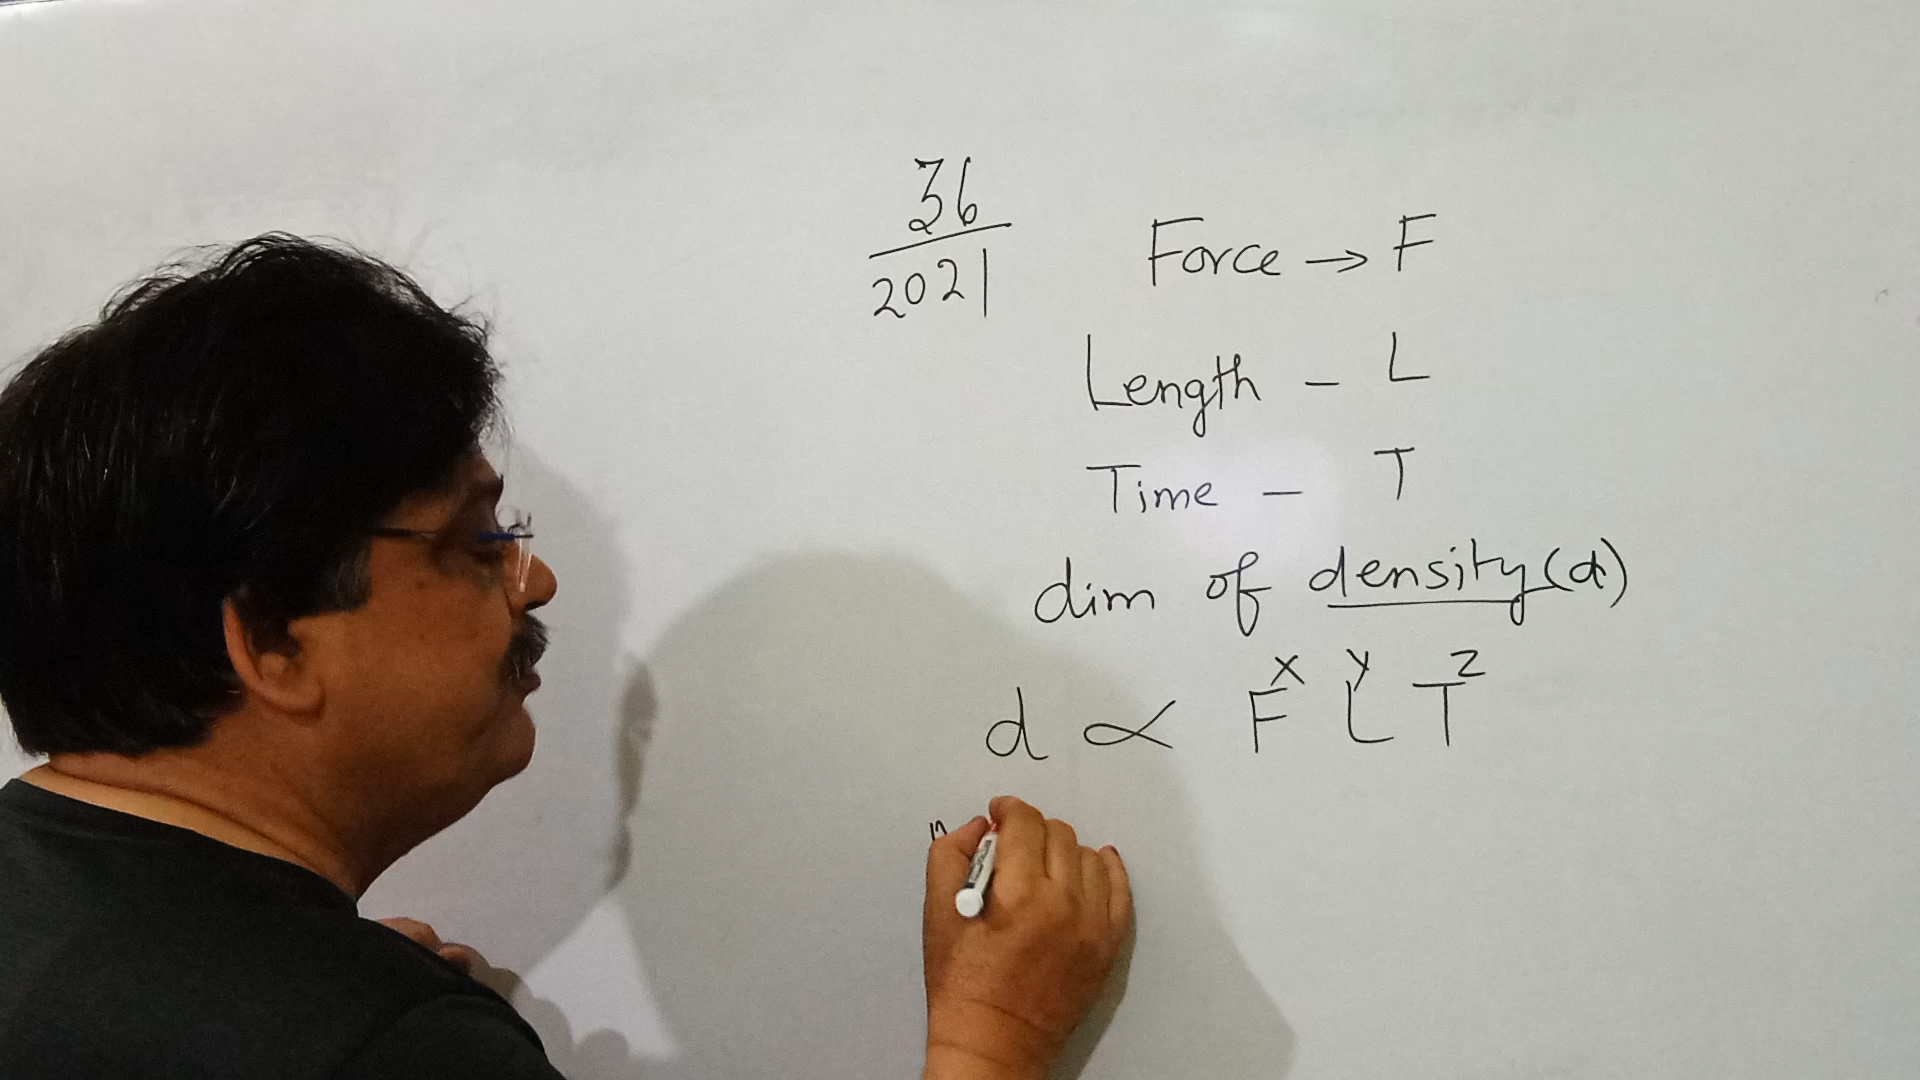 36
2021
Force → F
Length - L
Time - T
dim of density (d)
d ∝ F^x L^y T^z